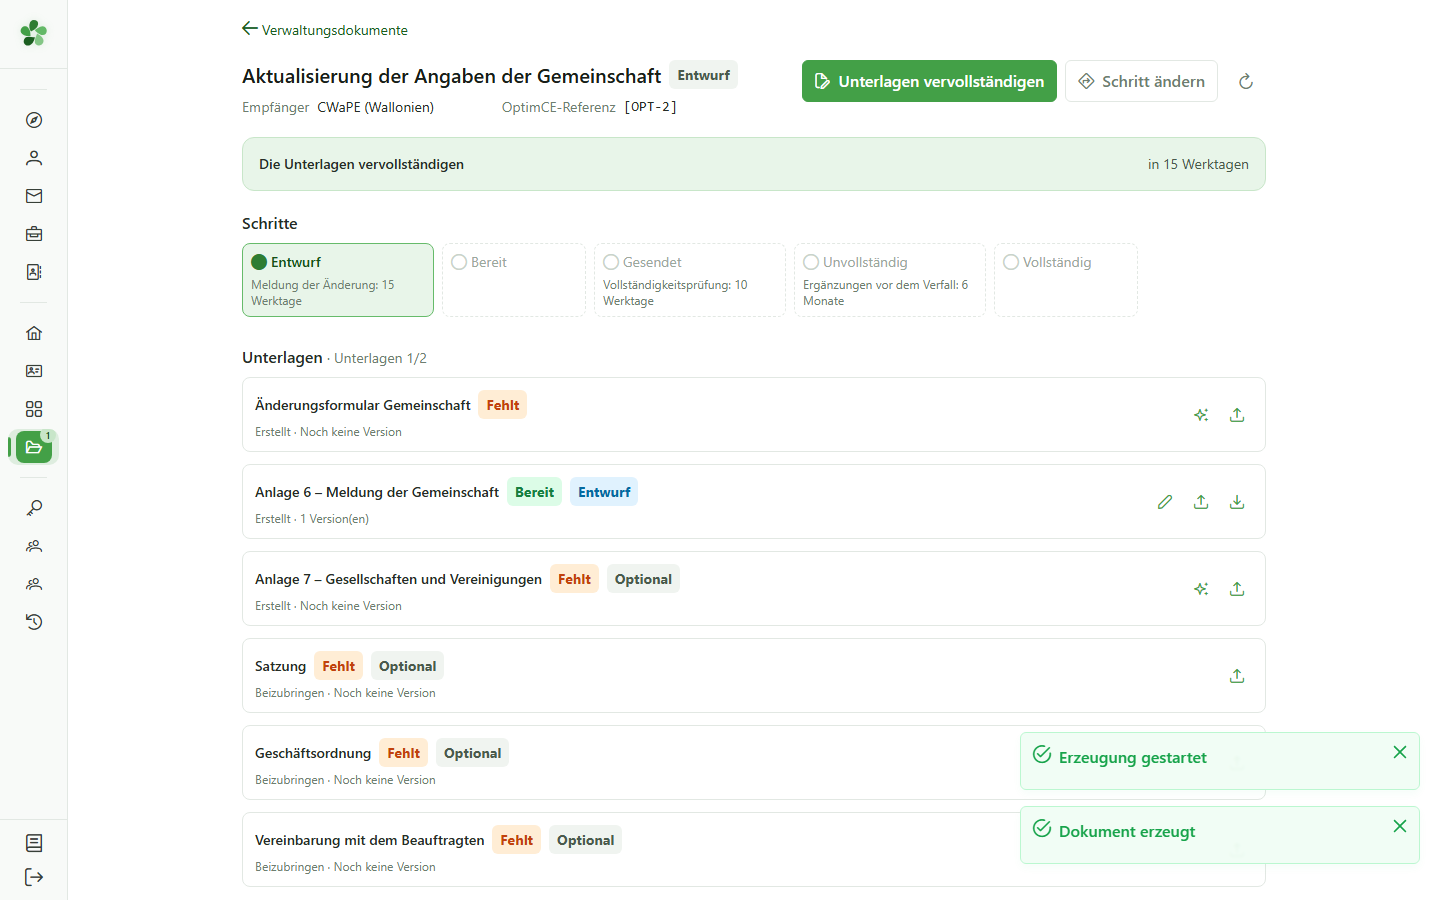 Verwaltungsdokumente
Aktualisierung der Angaben der Gemeinschaft Entwurf
Unterlagen vervollständigen
Schritt ändern
Empfänger CWaPE (Wallonien) OptimCE-Referenz [OPT-2]
Die Unterlagen vervollständigen in 15 Werktagen
Schritte
Entwurf
Meldung der Änderung: 15
Werktage
Bereit
Gesendet
Vollständigkeitsprüfung: 10
Werktage
Unvollständig
Ergänzungen vor dem Verfall: 6
Monate
Vollständig
Unterlagen · Unterlagen 1/2
Änderungsformular Gemeinschaft Fehlt
Erstellt · Noch keine Version
1
Anlage 6 – Meldung der Gemeinschaft Bereit Entwurf
Erstellt · 1 Version(en)
Anlage 7 – Gesellschaften und Vereinigungen Fehlt Optional
Erstellt · Noch keine Version
Satzung Fehlt Optional
Beizubringen · Noch keine Version
Geschäftsordnung Fehlt Optional
Beizubringen · Noch keine Version
Erzeugung gestartet
Vereinbarung mit dem Beauftragten Fehlt Optional
Beizubringen · Noch keine Version
Dokument erzeugt